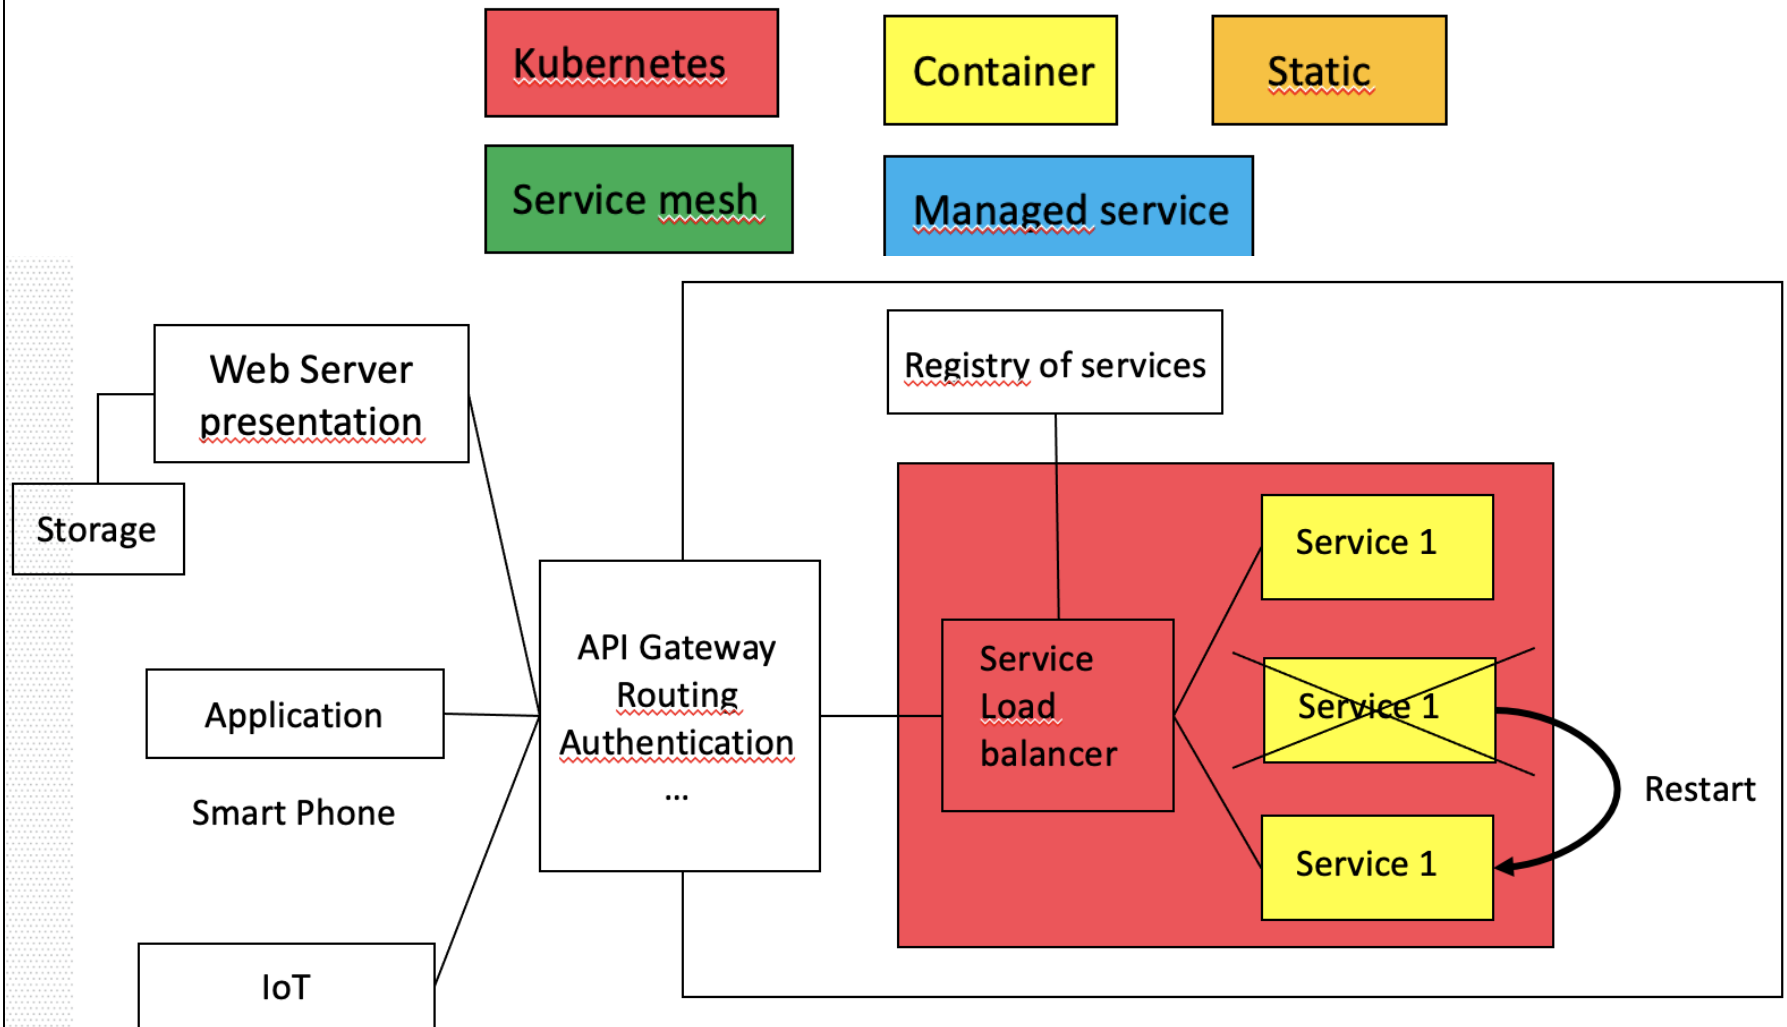 Kubernetes
Container
Static
Service mesh
Managed service
Registry of services
Web Server
presentation
Storage
API Gateway
Routing
Authentication
...
Application
Smart Phone
IoT
Service
Load
balancer
Service 1
Service 1
Service 1
Restart